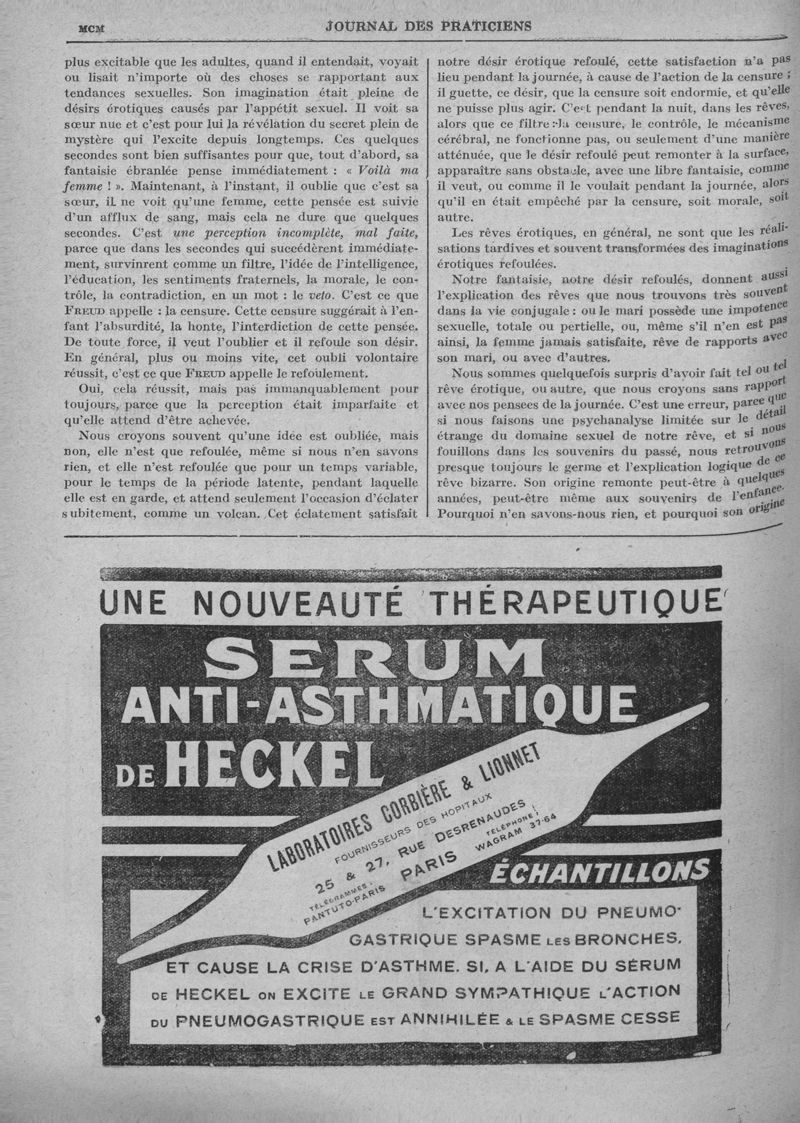 MCM
JOURNAL DES PRATICIENS
plus excitable que les adultes, quand il entendait, voyait
ou lisait n'importe où des choses se rapportant aux
tendances sexuelles. Son imagination était pleine de
désirs érotiques causés par l'appétit sexuel. Il voit sa
sœur nue et c'est pour lui la révélation du secret plein de
mystère qui l'excite depuis longtemps. Ces quelques
secondes sont bien suffisantes pour que, tout d'abord, sa
fantaisie ébranlée pense immédiatement : « Voilà ma
femme ! ». Maintenant, à l'instant, il oublie que c'est sa
sœur, il ne voit qu'une femme, cette pensée est suivie
d'un afflux de sang, mais cela ne dure que quelques
secondes. C'est une perception incomplète, mal faite,
parce que dans les secondes qui succédèrent immédiate-
ment, survinrent comme un filtre, l'idée de l'intelligence,
l'éducation, les sentiments fraternels, la morale, le con-
trôle, la contradiction, en un mot : le veto. C'est ce que
FREUD appelle : la censure. Cette censure suggérait à l'en-
fant l'absurdité, la honte, l'interdiction de cette pensée.
De toute force, il veut l'oublier et il refoule son désir.
En général, plus ou moins vite, cet oubli volontaire
réussit, c'est ce que FREUD appelle le refoulement.
Oui, cela réussit, mais pas immanquablement pour
toujours, parce que la perception était imparfaite et
qu'elle attend d'être achevée.
Nous croyons souvent qu'une idée est oubliée, mais
non, elle n'est que refoulée, même si nous n'en savons
rien, et elle n'est refoulée que pour un temps variable,
pour le temps de la période latente, pendant laquelle
elle est en garde, et attend seulement l'occasion d'éclater
subitement, comme un volcan. Cet éclatement satisfait
notre désir érotique refoulé, cette satisfaction n'a pas
lieu pendant la journée, à cause de l'action de la censure ;
il guette, ce désir, que la censure soit endormie, et qu'elle
ne puisse plus agir. C'est pendant la nuit, dans les rêves,
alors que ce filtre : la censure, le contrôle, le mécanisme
cérébral, ne fonctionne pas, ou seulement d'une manière
atténuée, que le désir refoulé peut remonter à la surface,
apparaître sans obstacle, avec une libre fantaisie, comme
il veut, ou comme il le voulait pendant la journée, alors
qu'il en était empêché par la censure, soit morale, soit
autre.
Les rêves érotiques, en général, ne sont que les réali-
sations tardives et souvent transformées des imaginations
érotiques refoulées.
Notre fantaisie, notre désir refoulés, donnent aussi
l'explication des rêves que nous trouvons très souvent
dans la vie conjugale : ou le mari possède une impotence
sexuelle, totale ou pertielle, ou, même s'il n'en est pas
ainsi, la femme jamais satisfaite, rêve de rapports avec
son mari, ou avec d'autres.
Nous sommes quelquefois surpris d'avoir fait tel ou tel
rêve érotique, ou autre, que nous croyons sans rapport
avec nos pensées de la journée. C'est une erreur, parce que
si nous faisons une psychanalyse limitée sur le détail
étrange du domaine sexuel de notre rêve, et si nous
fouillons dans les souvenirs du passé, nous retrouvons
presque toujours le germe et l'explication logique de ce
rêve bizarre. Son origine remonte peut-être à quelques
années, peut-être même aux souvenirs de l'enfance.
Pourquoi n'en savons-nous rien, et pourquoi son origine
UNE NOUVEAUTÉ THÉRAPEUTIQUE
SERUM
ANTI-ASTHMATIQUE
DE HECKEL
LABORATOIRES CORBIÈRE & LIONNET
FOURNISSEURS DES HOPITAUX
25 & 27, RUE DESRENAUDES
TÉLÉGRAMMES :
PANTUTO-PARIS
PARIS
TÉLÉPHONE :
WAGRAM 37-64
ÉCHANTILLONS
L'EXCITATION DU PNEUMO-
GASTRIQUE SPASME LES BRONCHES,
ET CAUSE LA CRISE D'ASTHME. SI, A L'AIDE DU SÉRUM
DE HECKEL ON EXCITE LE GRAND SYMPATHIQUE L'ACTION
DU PNEUMOGASTRIQUE EST ANNIHILÉE & LE SPASME CESSE